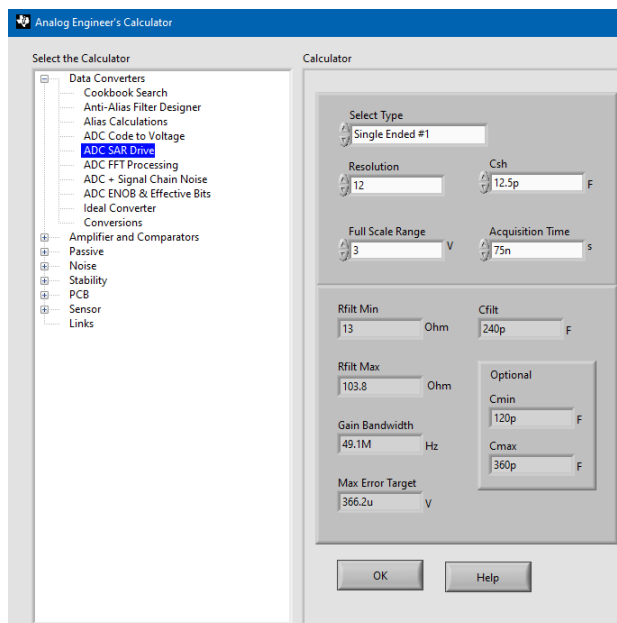 Analog Engineer's Calculator
Select the Calculator
Data Converters
Cookbook Search
Anti-Alias Filter Designer
Alias Calculations
ADC Code to Voltage
ADC SAR Drive
ADC FFT Processing
ADC + Signal Chain Noise
ADC ENOB & Effective Bits
Ideal Converter
Conversions
Amplifier and Comparators
Passive
Noise
Stability
PCB
Sensor
Links
Calculator
Select Type
Single Ended #1
Resolution Csh
12 12.5p F
Full Scale Range Acquisition Time
3 V 75n s
Rfilt Min Cfilt
13 Ohm 240p F
Rfilt Max
103.8 Ohm
Optional
Cmin
120p F
Gain Bandwidth
49.1M Hz
Cmax
360p F
Max Error Target
366.2u V
OK Help